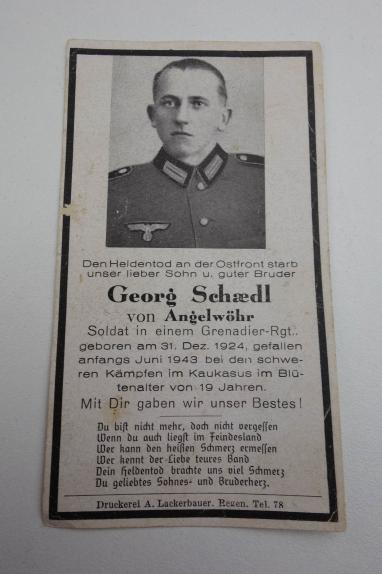 Den Heldentod an der Ostfront starb
unser lieber Sohn u. guter Bruder
Georg Schædl
von Angelwöhr
Soldat in einem Grenadier-Rgt..
geboren am 31. Dez. 1924, gefallen
anfangs Juni 1943 bei den schwe-
ren Kämpfen im Kaukasus im Blü-
tenalter von 19 Jahren.
Mit Dir gaben wir unser Bestes!
Du bist nicht mehr, doch nicht vergessen
Wenn du auch liegst im Feindesland
Wer kann den heißen Schmerz ermessen
Wer kennt der Liebe teures Band
Dein Heldentod brachte uns viel Schmerz
Du geliebtes Sohnes- und Bruderherz.
Druckerei A. Lackerbauer, Regen, Tel. 78